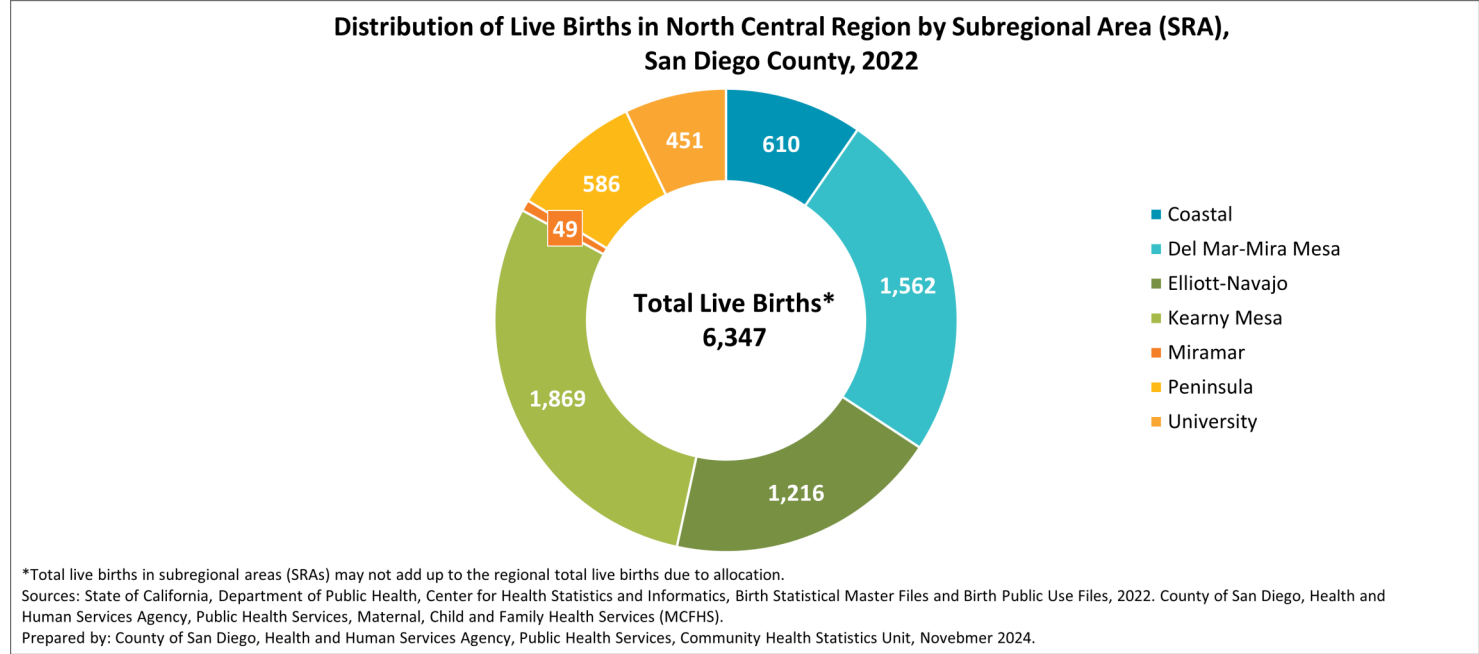 Distribution of Live Births in North Central Region by Subregional Area (SRA),
San Diego County, 2022
451
610
586
49
1,562
Total Live Births*
6,347
1,869
1,216
Coastal
Del Mar-Mira Mesa
Elliott-Navajo
Kearny Mesa
Miramar
Peninsula
University
*Total live births in subregional areas (SRAs) may not add up to the regional total live births due to allocation.
Sources: State of California, Department of Public Health, Center for Health Statistics and Informatics, Birth Statistical Master Files and Birth Public Use Files, 2022. County of San Diego, Health and
Human Services Agency, Public Health Services, Maternal, Child and Family Health Services (MCFHS).
Prepared by: County of San Diego, Health and Human Services Agency, Public Health Services, Community Health Statistics Unit, Novebmer 2024.